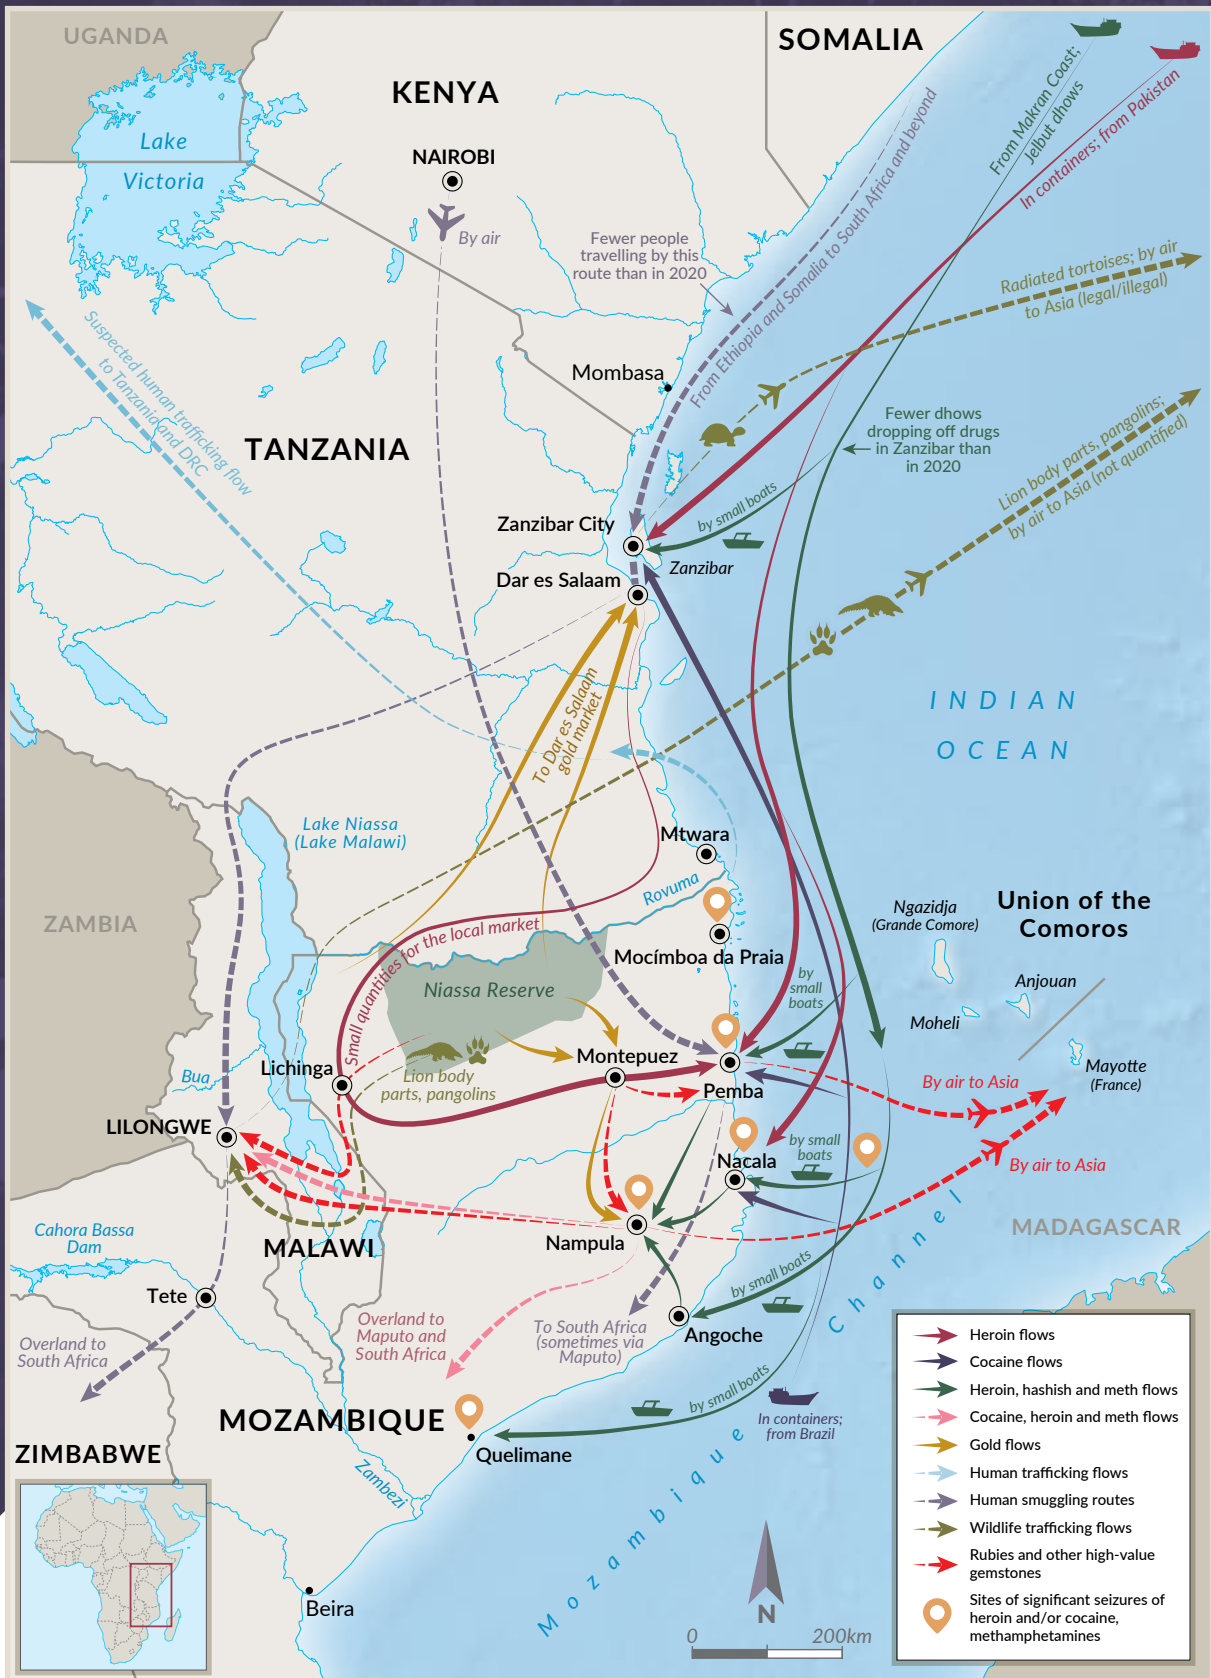 UGANDA
SOMALIA
KENYA
Lake
Victoria
NAIROBI
By air
From Makran Coast;
Jelbut dhows
In containers; from Pakistan
From Ethiopia and Somalia to South Africa and beyond
Fewer people
travelling by this
route than in 2020
Radiated tortoises; by air
to Asia (legal/illegal)
Suspected human trafficking flow
to Tanzania and DRC
Mombasa
TANZANIA
Fewer dhows
dropping off drugs
in Zanzibar than
in 2020
Lion body parts, pangolins;
by air to Asia (not quantified)
Zanzibar City
by small boats
Zanzibar
Dar es Salaam
To Dar es Salaam
gold market
INDIAN
OCEAN
Lake Niassa
(Lake Malawi)
Mtwara
Rovuma
ZAMBIA
Small quantities for the local market
Mocímboa da Praia
Ngazidja
(Grande Comore)
Union of the
Comoros
Niassa Reserve
by
small
boats
Anjouan
Moheli
Montepuez
Lichinga
Bua
Lion body
parts, pangolins
Pemba
By air to Asia
Mayotte
(France)
LILONGWE
Nacala
by small
boats
By air to Asia
Cahora Bassa
Dam
MALAWI
Nampula
MADAGASCAR
Tete
by small boats
Overland to
South Africa
Overland to
Maputo and
South Africa
To South Africa
(sometimes via
Maputo)
Angoche
by small boats
In containers;
from Brazil
MOZAMBIQUE
Quelimane
ZIMBABWE
Zambezi
Mozambique Channel
Beira
N
0 200km
Heroin flows
Cocaine flows
Heroin, hashish and meth flows
Cocaine, heroin and meth flows
Gold flows
Human trafficking flows
Human smuggling routes
Wildlife trafficking flows
Rubies and other high-value
gemstones
Sites of significant seizures of
heroin and/or cocaine,
methamphetamines